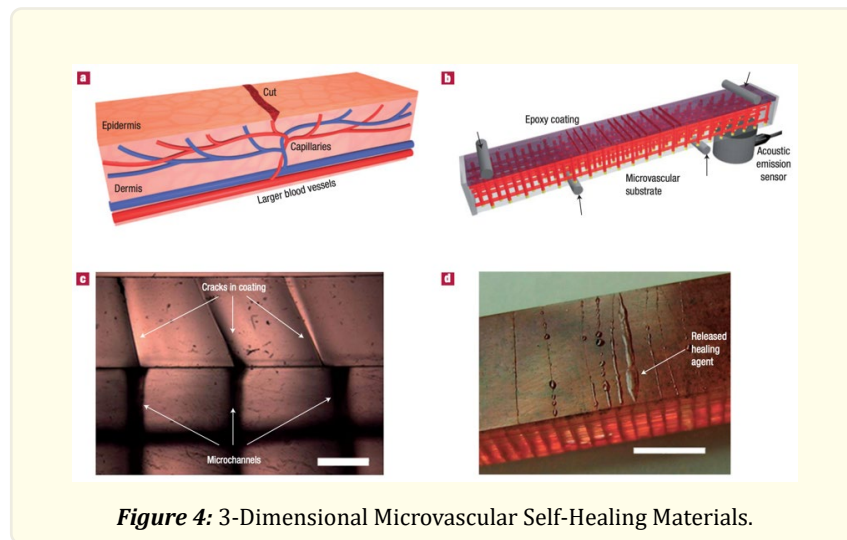 a
Cut
Epidermis
Capillaries
Dermis
Larger blood vessels
b
Epoxy coating
Microvascular
substrate
Acoustic
emission
sensor
c
Cracks in coating
Microchannels
d
Released
healing
agent
Figure 4: 3-Dimensional Microvascular Self-Healing Materials.